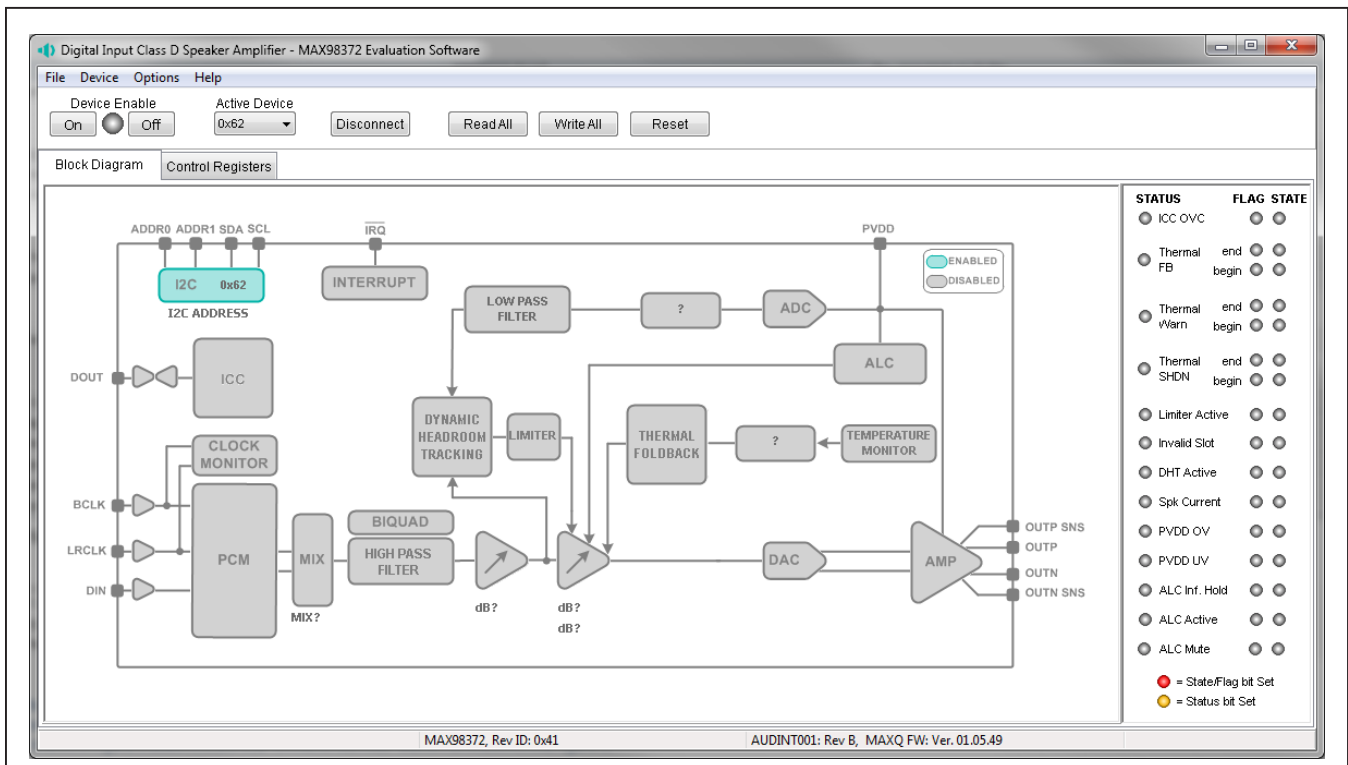 Digital Input Class D Speaker Amplifier - MAX98372 Evaluation Software
File Device Options Help
Device Enable
On Off
Active Device
0x62
Disconnect
Read All
Write All
Reset
Block Diagram
Control Registers
ADDR0 ADDR1 SDA SCL
I2C 0x62
I2C ADDRESS
IRQ
INTERRUPT
PVDD
ENABLED
DISABLED
LOW PASS
FILTER
?
ADC
ALC
DOUT
ICC
DYNAMIC
HEADROOM
TRACKING
LIMITER
THERMAL
FOLDBACK
?
TEMPERATURE
MONITOR
CLOCK
MONITOR
BCLK
LRCLK
DIN
PCM
MIX
MIX?
BIQUAD
HIGH PASS
FILTER
dB?
dB?
dB?
DAC
AMP
OUTP SNS
OUTP
OUTN
OUTN SNS
STATUS FLAG STATE
ICC OVC
Thermal FB
end
begin
Thermal Warn
end
begin
Thermal SHDN
end
begin
Limiter Active
Invalid Slot
DHT Active
Spk Current
PVDD OV
PVDD UV
ALC Inf. Hold
ALC Active
ALC Mute
= State/Flag bit Set
= Status bit Set
MAX98372, Rev ID: 0x41
AUDINT001: Rev B, MAXQ FW: Ver. 01.05.49